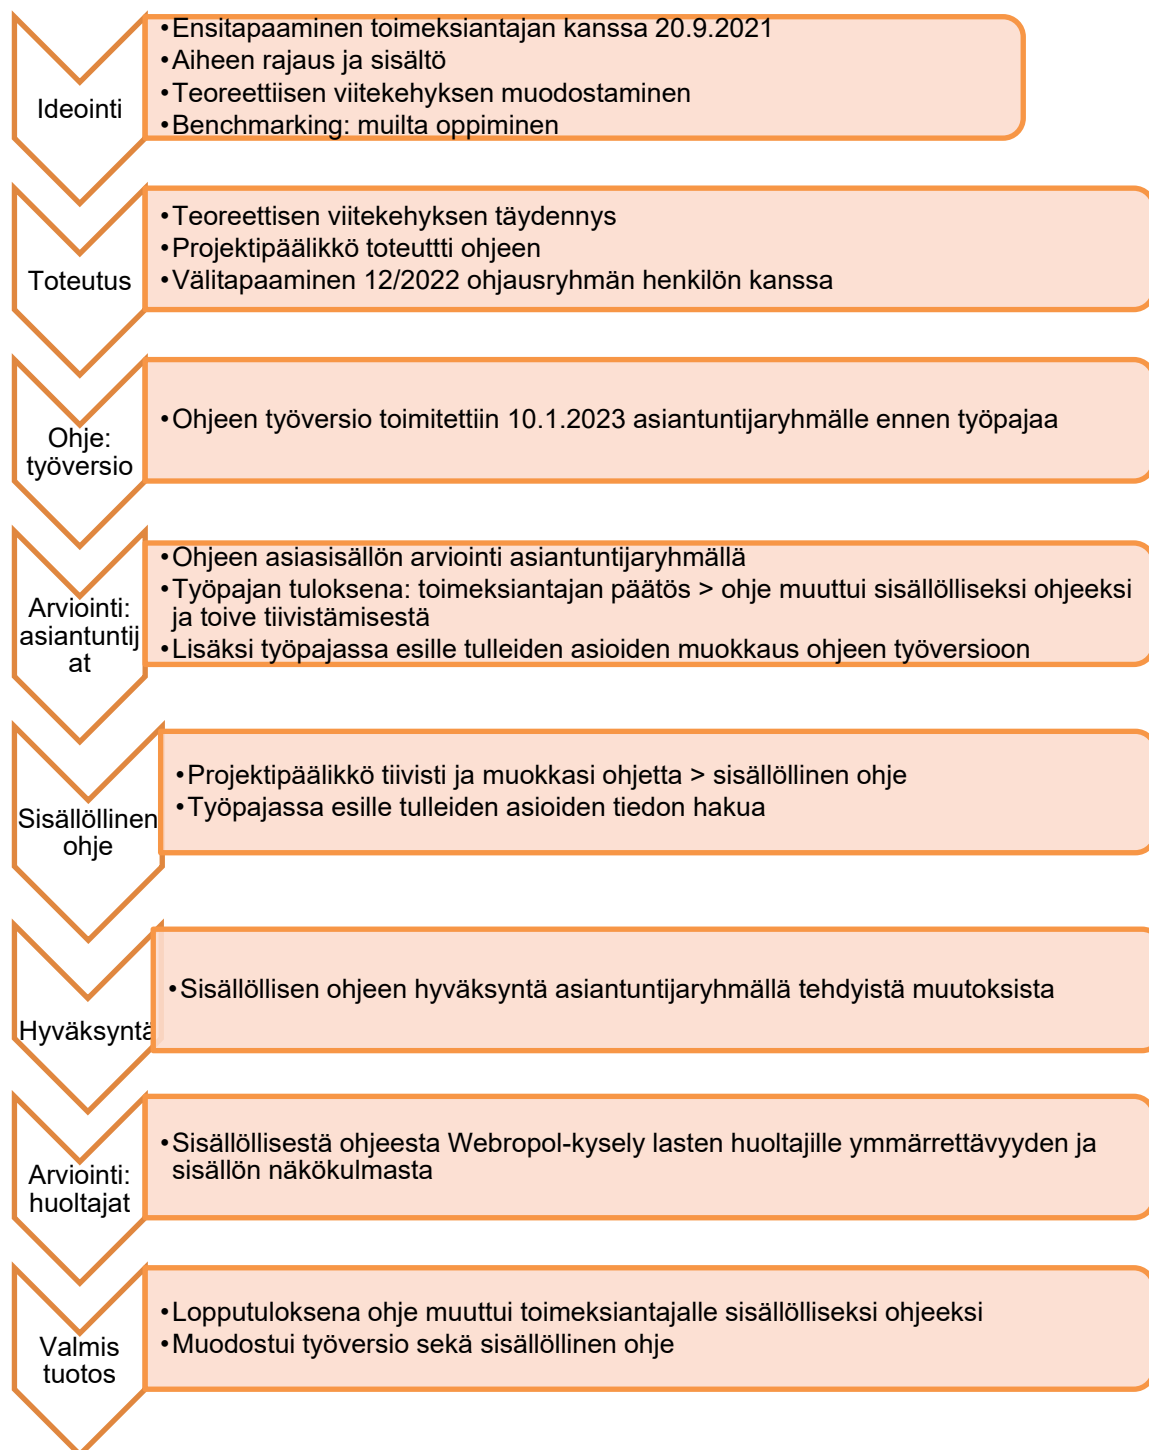 Ideointi
•Ensitapaaminen toimeksiantajan kanssa 20.9.2021
•Aiheen rajaus ja sisältö
•Teoreettiisen viitekehyksen muodostaminen
•Benchmarking: muilta oppiminen
Toteutus
•Teoreettisen viitekehyksen täydennys
•Projektipäälikkö toteuttti ohjeen
•Välitapaaminen 12/2022 ohjausryhmän henkilön kanssa
Ohje:
työversio
•Ohjeen työversio toimitettiin 10.1.2023 asiantuntijaryhmälle ennen työpajaa
Arviointi:
asiantuntij
at
•Ohjeen asiasisällön arviointi asiantuntijaryhmällä
•Työpajan tuloksena: toimeksiantajan päätös > ohje muuttui sisällölliseksi ohjeeksi
ja toive tiivistämisestä
•Lisäksi työpajassa esille tulleiden asioiden muokkaus ohjeen työversioon
Sisällöllinen
ohje
•Projektipäälikkö tiivisti ja muokkasi ohjetta > sisällöllinen ohje
•Työpajassa esille tulleiden asioiden tiedon hakua
Hyväksyntä
•Sisällöllisen ohjeen hyväksyntä asiantuntijaryhmällä tehdyistä muutoksista
Arviointi:
huoltajat
•Sisällöllisestä ohjeesta Webropol-kysely lasten huoltajille ymmärrettävyyden ja
sisällön näkökulmasta
Valmis
tuotos
•Lopputuloksena ohje muuttui toimeksiantajalle sisällölliseksi ohjeeksi
•Muodostui työversio sekä sisällöllinen ohje